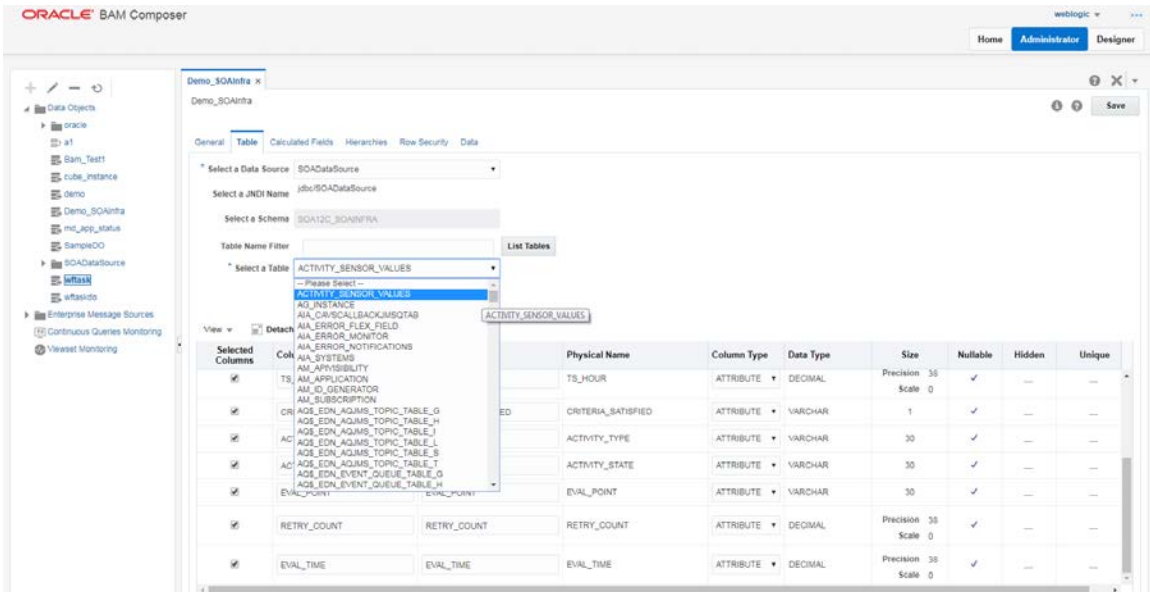 ORACLE® BAM Composer
weblogic
Home Administrator Designer
Demo_SOAInfra ×
Demo_SOAInfra
Save
Data Objects
oracle
a1
Bam_Test1
cube_instance
demo
Demo_SOAInfra
md_app_status
SampleDO
SOADataSource
wftask
wftaskdo
Enterprise Message Sources
Continuous Queries Monitoring
Viewset Monitoring
General Table Calculated Fields Hierarchies Row Security Data
* Select a Data Source SOADataSource
Select a JNDI Name jdbc/SOADataSource
Select a Schema SOA12C_SOAINFRA
Table Name Filter List Tables
* Select a Table ACTIVITY_SENSOR_VALUES
-- Please Select --
ACTIVITY_SENSOR_VALUES
AG_INSTANCE
AIA_CAVSCALLBACKJMSQTAB
ACTIVITY_SENSOR_VALUES
AIA_ERROR_FLEX_FIELD
AIA_ERROR_MONITOR
AIA_ERROR_NOTIFICATIONS
AIA_SYSTEMS
AM_APIVISIBILITY
AM_APPLICATION
AM_ID_GENERATOR
AM_SUBSCRIPTION
AQ$_EDN_AQJMS_TOPIC_TABLE_G
AQ$_EDN_AQJMS_TOPIC_TABLE_H
AQ$_EDN_AQJMS_TOPIC_TABLE_I
AQ$_EDN_AQJMS_TOPIC_TABLE_L
AQ$_EDN_AQJMS_TOPIC_TABLE_S
AQ$_EDN_AQJMS_TOPIC_TABLE_T
AQ$_EDN_EVENT_QUEUE_TABLE_G
AQ$_EDN_EVENT_QUEUE_TABLE_H
View Detach
Selected Columns Physical Name Column Type Data Type Size Nullable Hidden Unique
TS_HOUR ATTRIBUTE DECIMAL Precision 38
Scale 0
CRITERIA_SATISFIED ATTRIBUTE VARCHAR 1
ACTIVITY_TYPE ATTRIBUTE VARCHAR 30
ACTIVITY_STATE ATTRIBUTE VARCHAR 30
EVAL_POINT EVAL_POINT EVAL_POINT ATTRIBUTE VARCHAR 30
RETRY_COUNT RETRY_COUNT RETRY_COUNT ATTRIBUTE DECIMAL Precision 38
Scale 0
EVAL_TIME EVAL_TIME EVAL_TIME ATTRIBUTE DECIMAL Precision 38
Scale 0